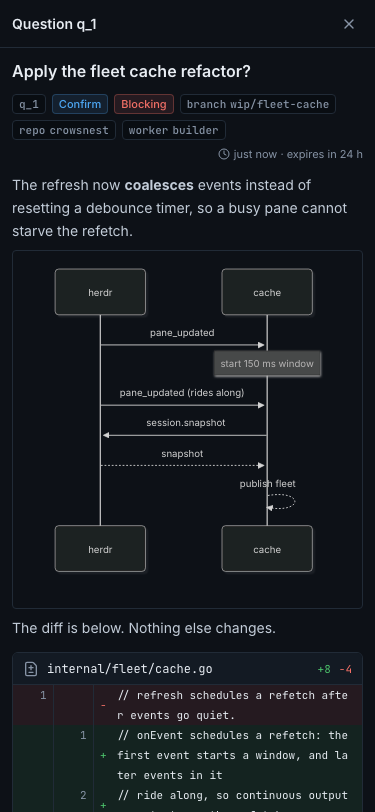 Question q_1
Apply the fleet cache refactor?
q_1 Confirm Blocking branch wip/fleet-cache
repo crowsnest worker builder
just now · expires in 24 h
The refresh now coalesces events instead of
resetting a debounce timer, so a busy pane cannot
starve the refetch.
herdr cache
pane_updated
start 150 ms window
pane_updated (rides along)
session.snapshot
snapshot
publish fleet
herdr cache
The diff is below. Nothing else changes.
internal/fleet/cache.go +8 -4
1 - // refresh schedules a refetch afte
r events go quiet.
1 + // onEvent schedules a refetch: the
first event starts a window, and la
ter events in it
2 + // ride along, so continuous output